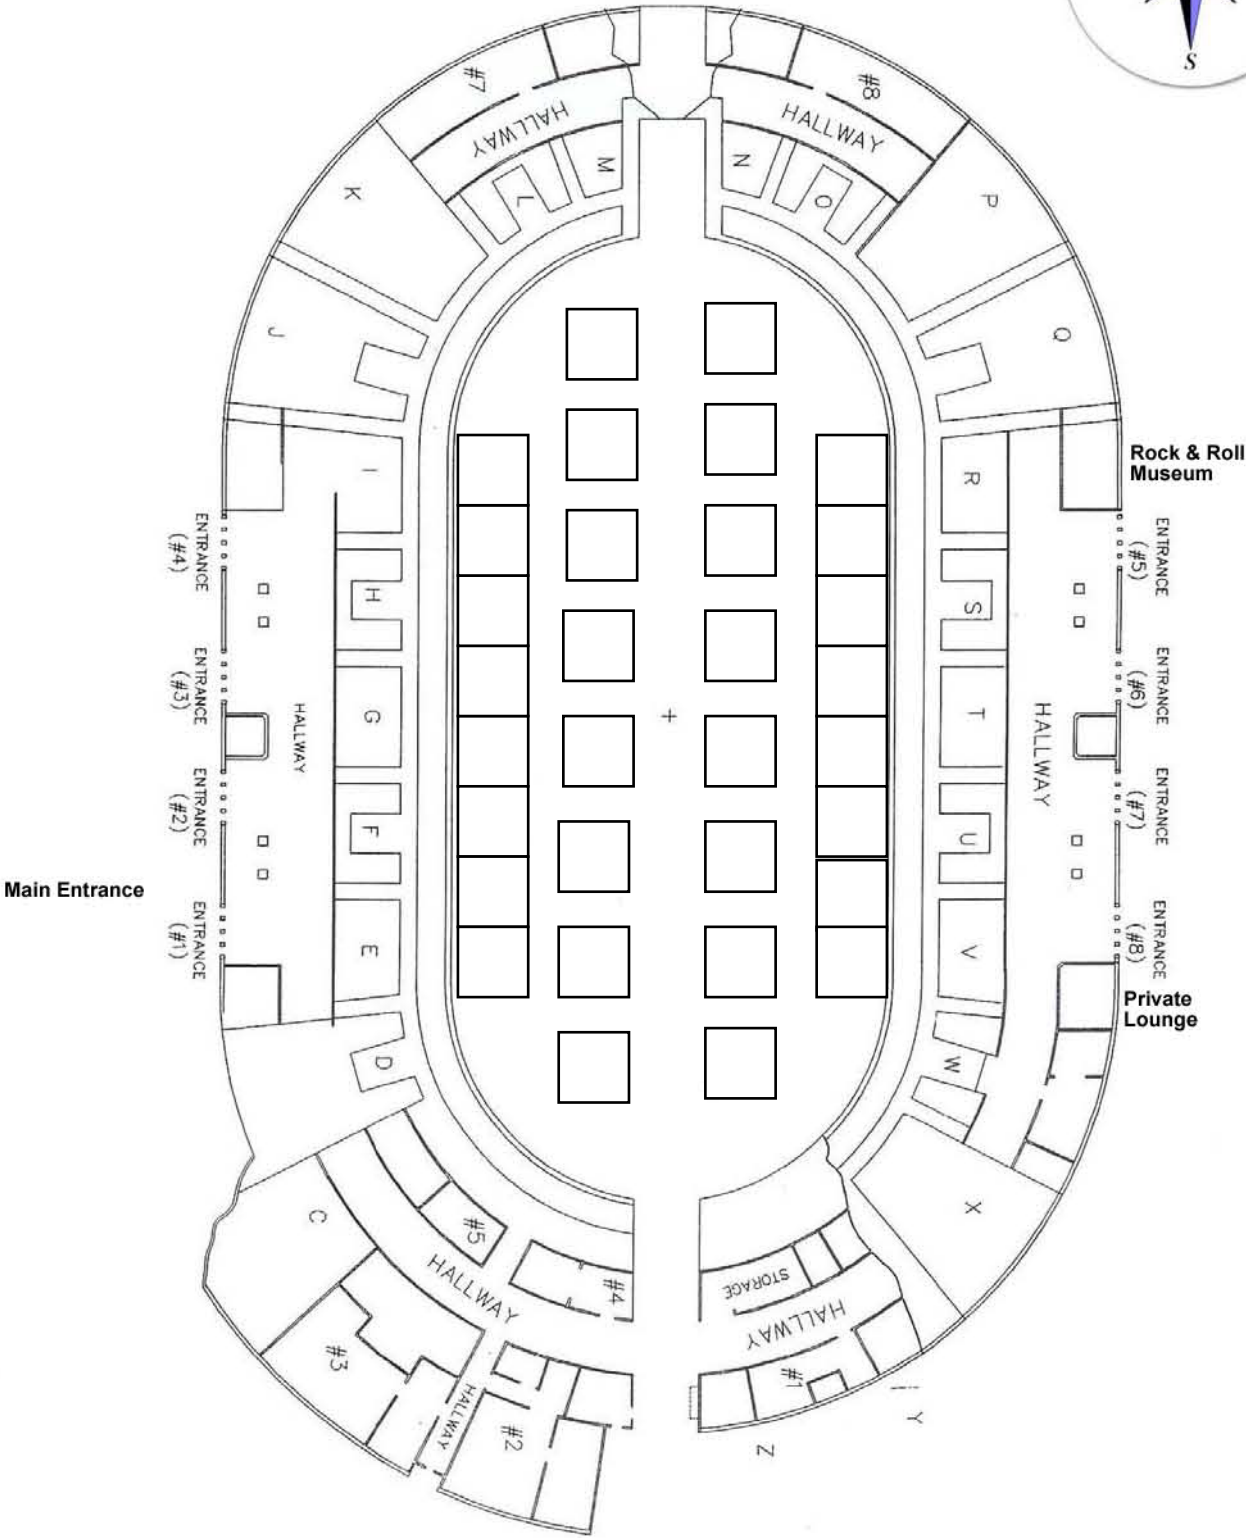 S
#7
#8
HALLWAY
HALLWAY
M
N
L
O
K
P
J
Q
I
R
Rock & Roll
Museum
ENTRANCE
(#4)
ENTRANCE
(#5)
H
S
ENTRANCE
(#3)
ENTRANCE
(#6)
HALLWAY
G
T
HALLWAY
ENTRANCE
(#2)
ENTRANCE
(#7)
F
U
Main Entrance
ENTRANCE
(#1)
ENTRANCE
(#8)
E
V
Private
Lounge
D
W
C
X
#5
HALLWAY
#4
STORAGE
HALLWAY
#3
#1
HALLWAY
#2
Y
Z